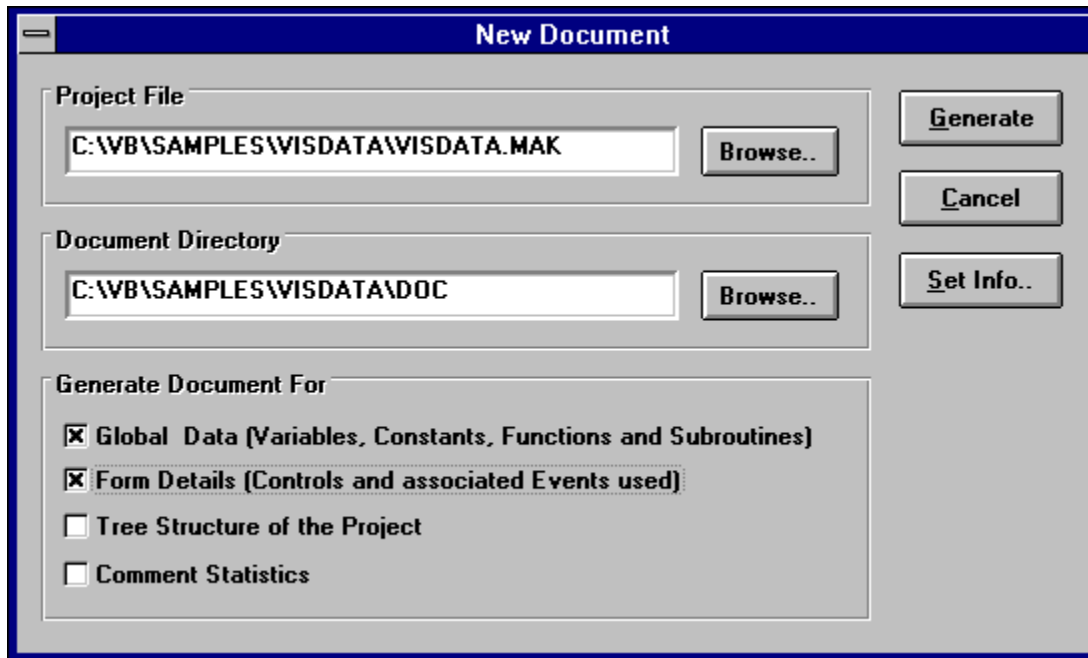 New Document
Project File
C:\VB\SAMPLES\VISDATA\VISDATA.MAK
Browse..
Document Directory
C:\VB\SAMPLES\VISDATA\DOC
Browse..
Generate Document For
Global  Data (Variables, Constants, Functions and Subroutines)
Form Details (Controls and associated Events used)
Tree Structure of the Project
Comment Statistics
Generate
Cancel
Set Info..